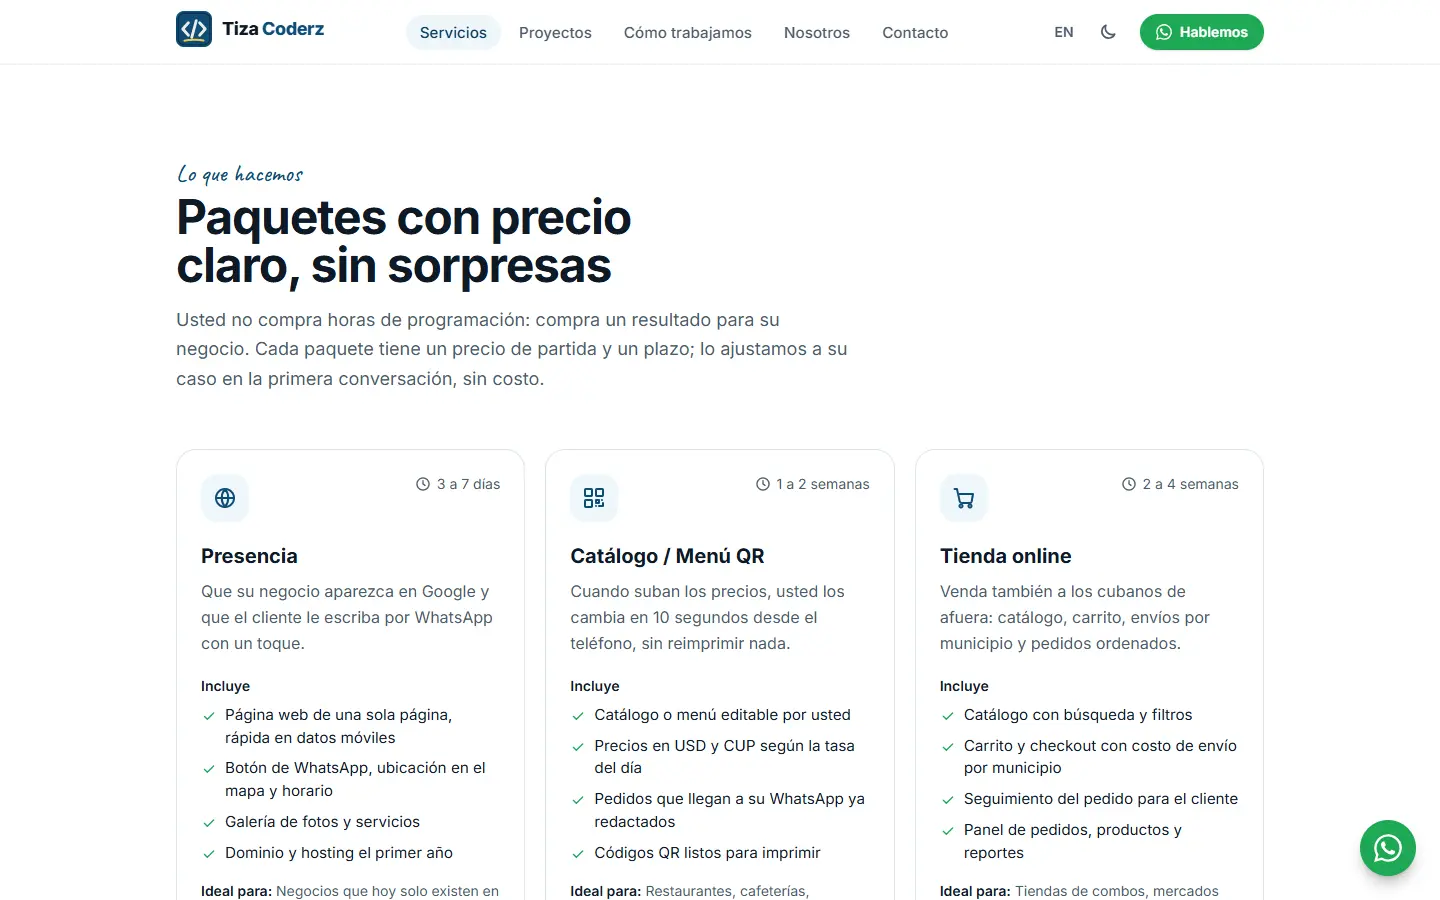 Tiza Coderz
Servicios
Proyectos
Cómo trabajamos
Nosotros
Contacto
EN
Hablemos
Lo que hacemos
Paquetes con precio
claro, sin sorpresas
Usted no compra horas de programación: compra un resultado para su
negocio. Cada paquete tiene un precio de partida y un plazo; lo ajustamos a su
caso en la primera conversación, sin costo.
3 a 7 días
Presencia
Que su negocio aparezca en Google y
que el cliente le escriba por WhatsApp
con un toque.
Incluye
Página web de una sola página,
rápida en datos móviles
Botón de WhatsApp, ubicación en el
mapa y horario
Galería de fotos y servicios
Dominio y hosting el primer año
Ideal para: Negocios que hoy solo existen en
1 a 2 semanas
Catálogo / Menú QR
Cuando suban los precios, usted los
cambia en 10 segundos desde el
teléfono, sin reimprimir nada.
Incluye
Catálogo o menú editable por usted
Precios en USD y CUP según la tasa
del día
Pedidos que llegan a su WhatsApp ya
redactados
Códigos QR listos para imprimir
Ideal para: Restaurantes, cafeterías,
2 a 4 semanas
Tienda online
Venda también a los cubanos de
afuera: catálogo, carrito, envíos por
municipio y pedidos ordenados.
Incluye
Catálogo con búsqueda y filtros
Carrito y checkout con costo de envío
por municipio
Seguimiento del pedido para el cliente
Panel de pedidos, productos y
reportes
Ideal para: Tiendas de combos, mercados